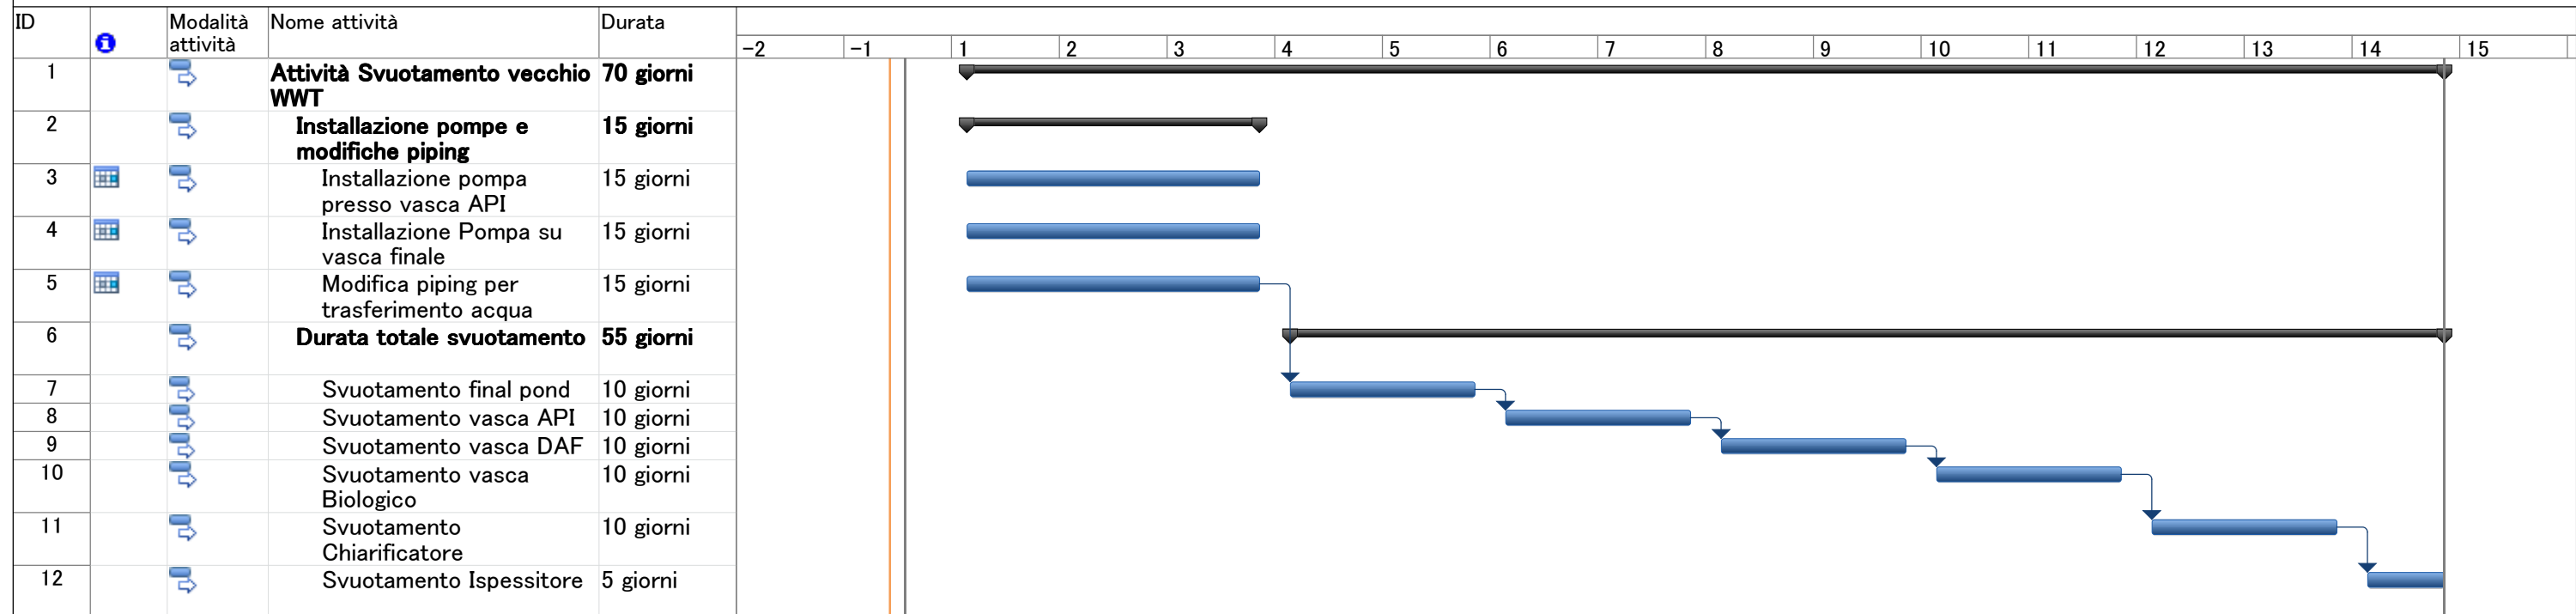 ID Modalità Nome attività Durata
attività
-2 -1 1 2 3 4 5 6 7 8 9 10 11 12 13 14 15
1 Attività Svuotamento vecchio 70 giorni
WWT
2 Installazione pompe e 15 giorni
modifiche piping
3 Installazione pompa 15 giorni
presso vasca API
4 Installazione Pompa su 15 giorni
vasca finale
5 Modifica piping per 15 giorni
trasferimento acqua
6 Durata totale svuotamento 55 giorni
7 Svuotamento final pond 10 giorni
8 Svuotamento vasca API 10 giorni
9 Svuotamento vasca DAF 10 giorni
10 Svuotamento vasca 10 giorni
Biologico
11 Svuotamento 10 giorni
Chiarificatore
12 Svuotamento Ispessitore 5 giorni